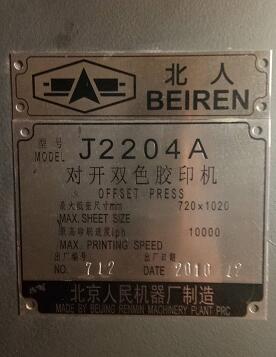 北人
BEIREN
型号
MODEL J2204A
对开双色胶印机
OFFSET PRESS
最大纸张尺寸mm 720×1020
MAX. SHEET SIZE
最高印刷速度iph 10000
MAX. PRINTING SPEED
出厂编号 出厂日期
NO. 712 DATE 2010 12
北京人民机器厂制造
MADE BY BEIJING RENMIN MACHINERY PLANT PRC